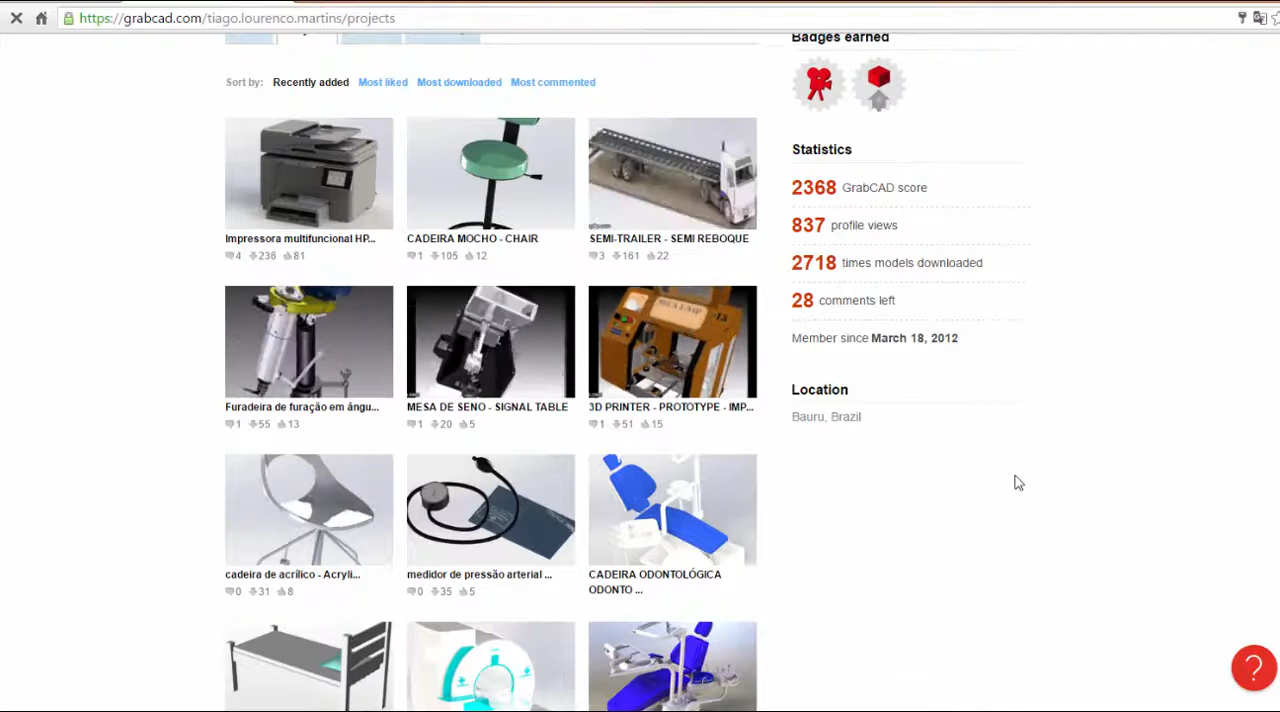 https://grabcad.com/tiago.lourenco.martins/projects
Badges earned
Sort by: Recently added Most liked Most downloaded Most commented
Impressora multifuncional HP...
4 236 81
CADEIRA MOCHO - CHAIR
1 105 12
SEMI-TRAILER - SEMI REBOQUE
3 161 22
Furadeira de furação em ângu...
1 55 13
MESA DE SENO - SIGNAL TABLE
1 20 5
3D PRINTER - PROTOTYPE - IMP...
1 51 15
cadeira de acrílico - Acryli...
0 31 8
medidor de pressão arterial ...
0 35 5
CADEIRA ODONTOLÓGICA
ODONTO ...
Statistics
2368 GrabCAD score
837 profile views
2718 times models downloaded
28 comments left
Member since March 18, 2012
Location
Bauru, Brazil
?